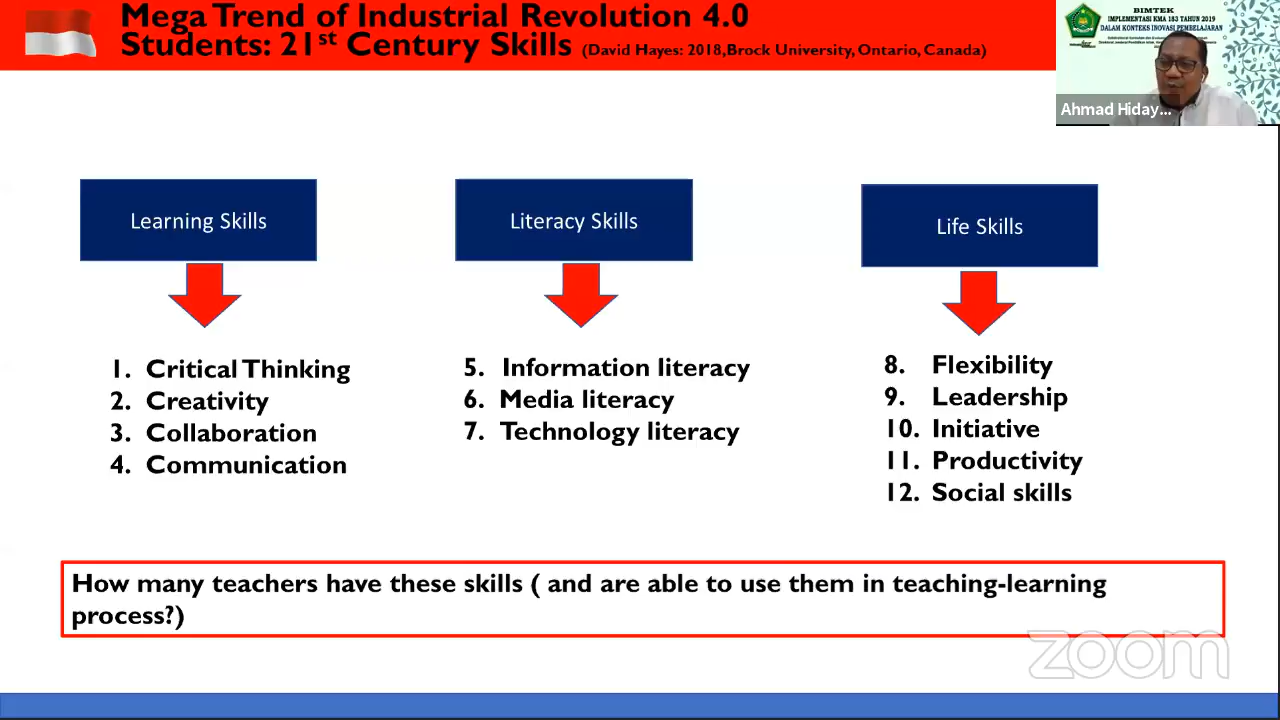 Mega Trend of Industrial Revolution 4.0
Students: 21st Century Skills (David Hayes: 2018,Brock University, Ontario, Canada)
BIMTEK
IMPLEMENTASI KMA 183 TAHUN 2019
DALAM KONTEKS INOVASI PEMBELAJARAN
Ahmad Hiday...
Learning Skills
Literacy Skills
Life Skills
1. Critical Thinking
2. Creativity
3. Collaboration
4. Communication
5. Information literacy
6. Media literacy
7. Technology literacy
8. Flexibility
9. Leadership
10. Initiative
11. Productivity
12. Social skills
How many teachers have these skills ( and are able to use them in teaching-learning
process?)
zoom